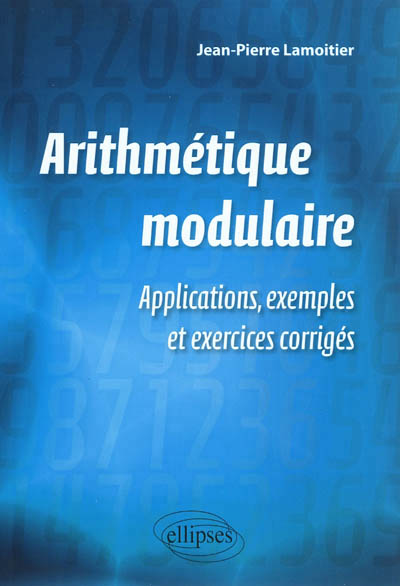 Jean-Pierre Lamoitier
Arithmétique
modulaire
Applications, exemples
et exercices corrigés
ellipses